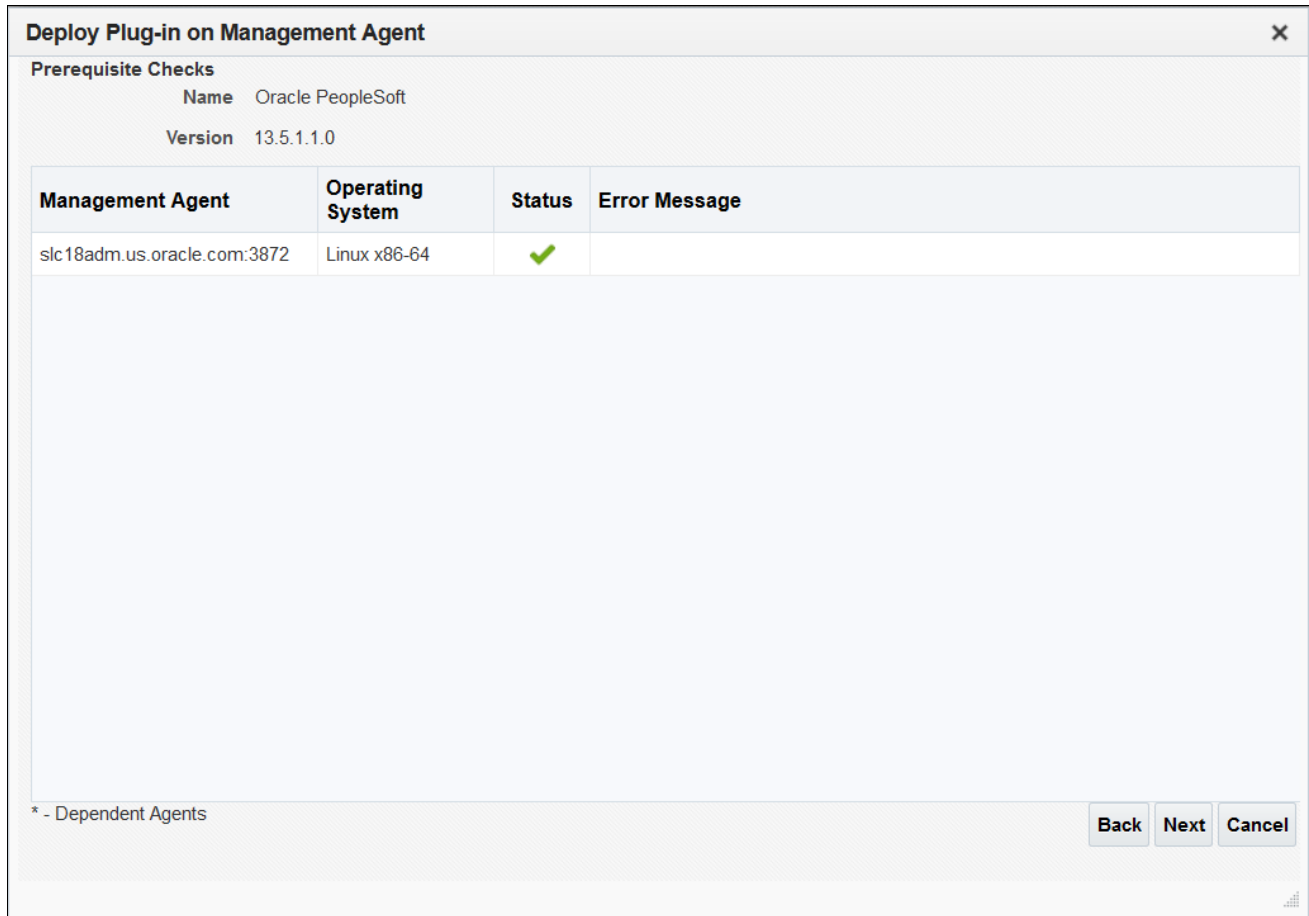 Deploy Plug-in on Management Agent
Prerequisite Checks
Name Oracle PeopleSoft
Version 13.5.1.1.0
Management Agent Operating System Status Error Message
slc18adm.us.oracle.com:3872 Linux x86-64
* - Dependent Agents
Back Next Cancel